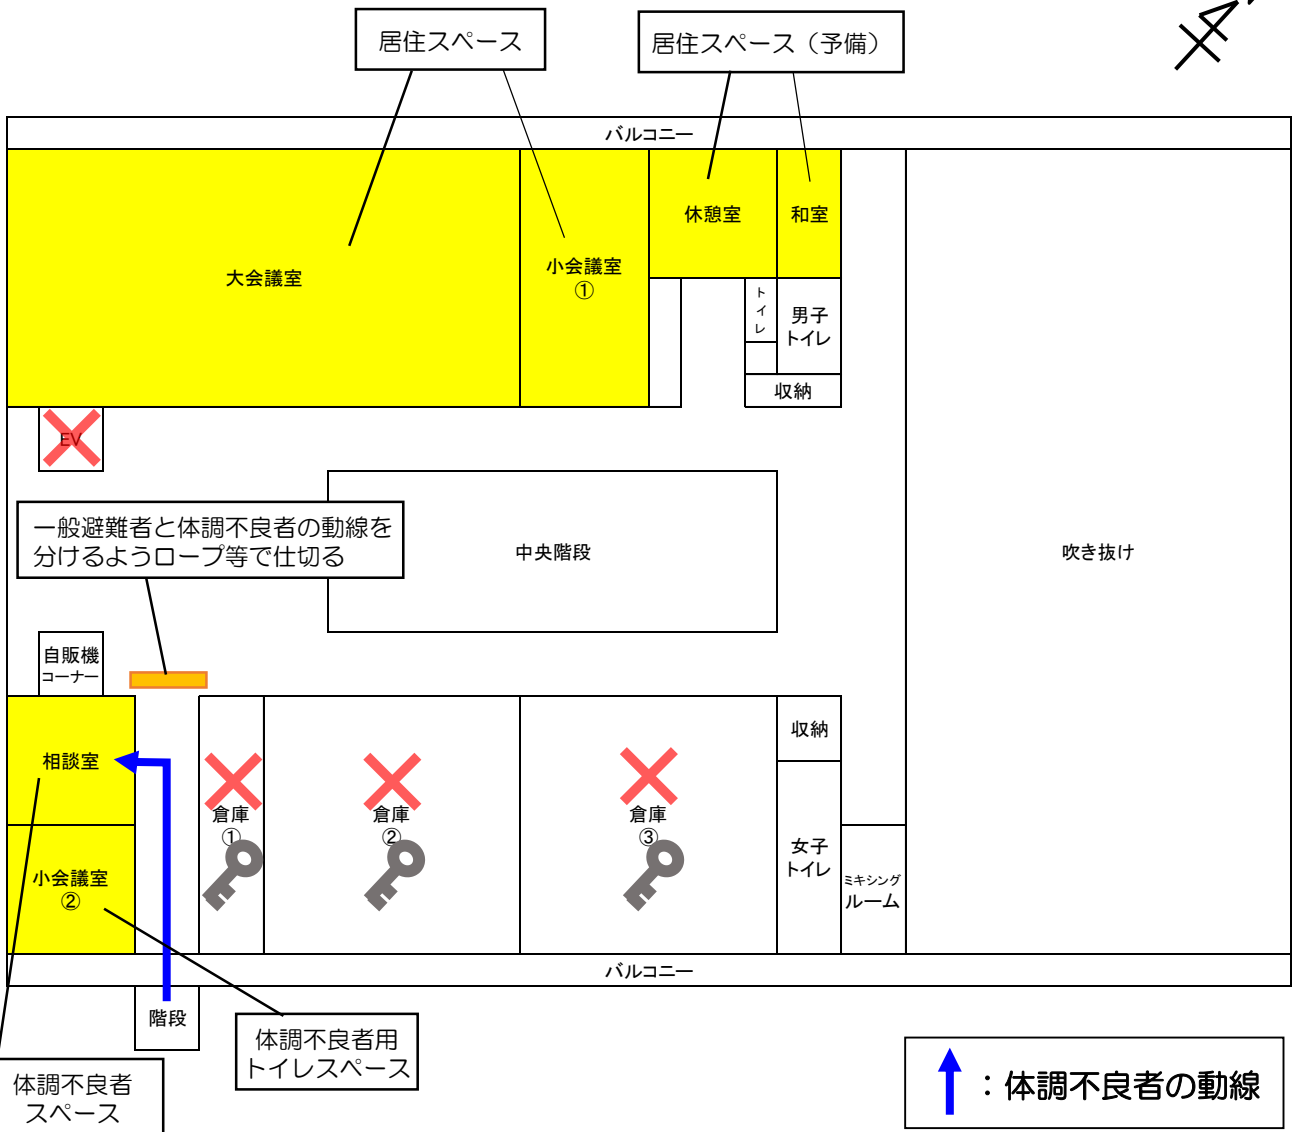 居住スペース
居住スペース（予備）
バルコニー
大会議室
小会議室
①
休憩室
和室
ト
イ
レ
男子
トイレ
収納
EV
一般避難者と体調不良者の動線を
分けるようロープ等で仕切る
中央階段
吹き抜け
自販機
コーナー
相談室
小会議室
②
倉庫
①
倉庫
②
倉庫
③
収納
女子
トイレ
ミキシング
ルーム
バルコニー
階段
体調不良者用
トイレスペース
体調不良者
スペース
：体調不良者の動線